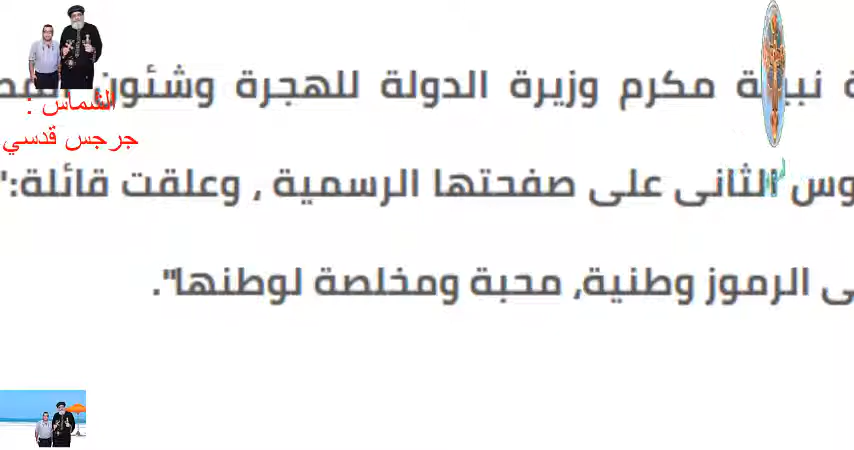 نبيلة مكرم وزيرة الدولة للهجرة وشئون
الثانى على صفحتها الرسمية , وعلقت قائلة:"
الرموز وطنية, محبة ومخلصة لوطنها".
الشماس :
جرجس قدسي